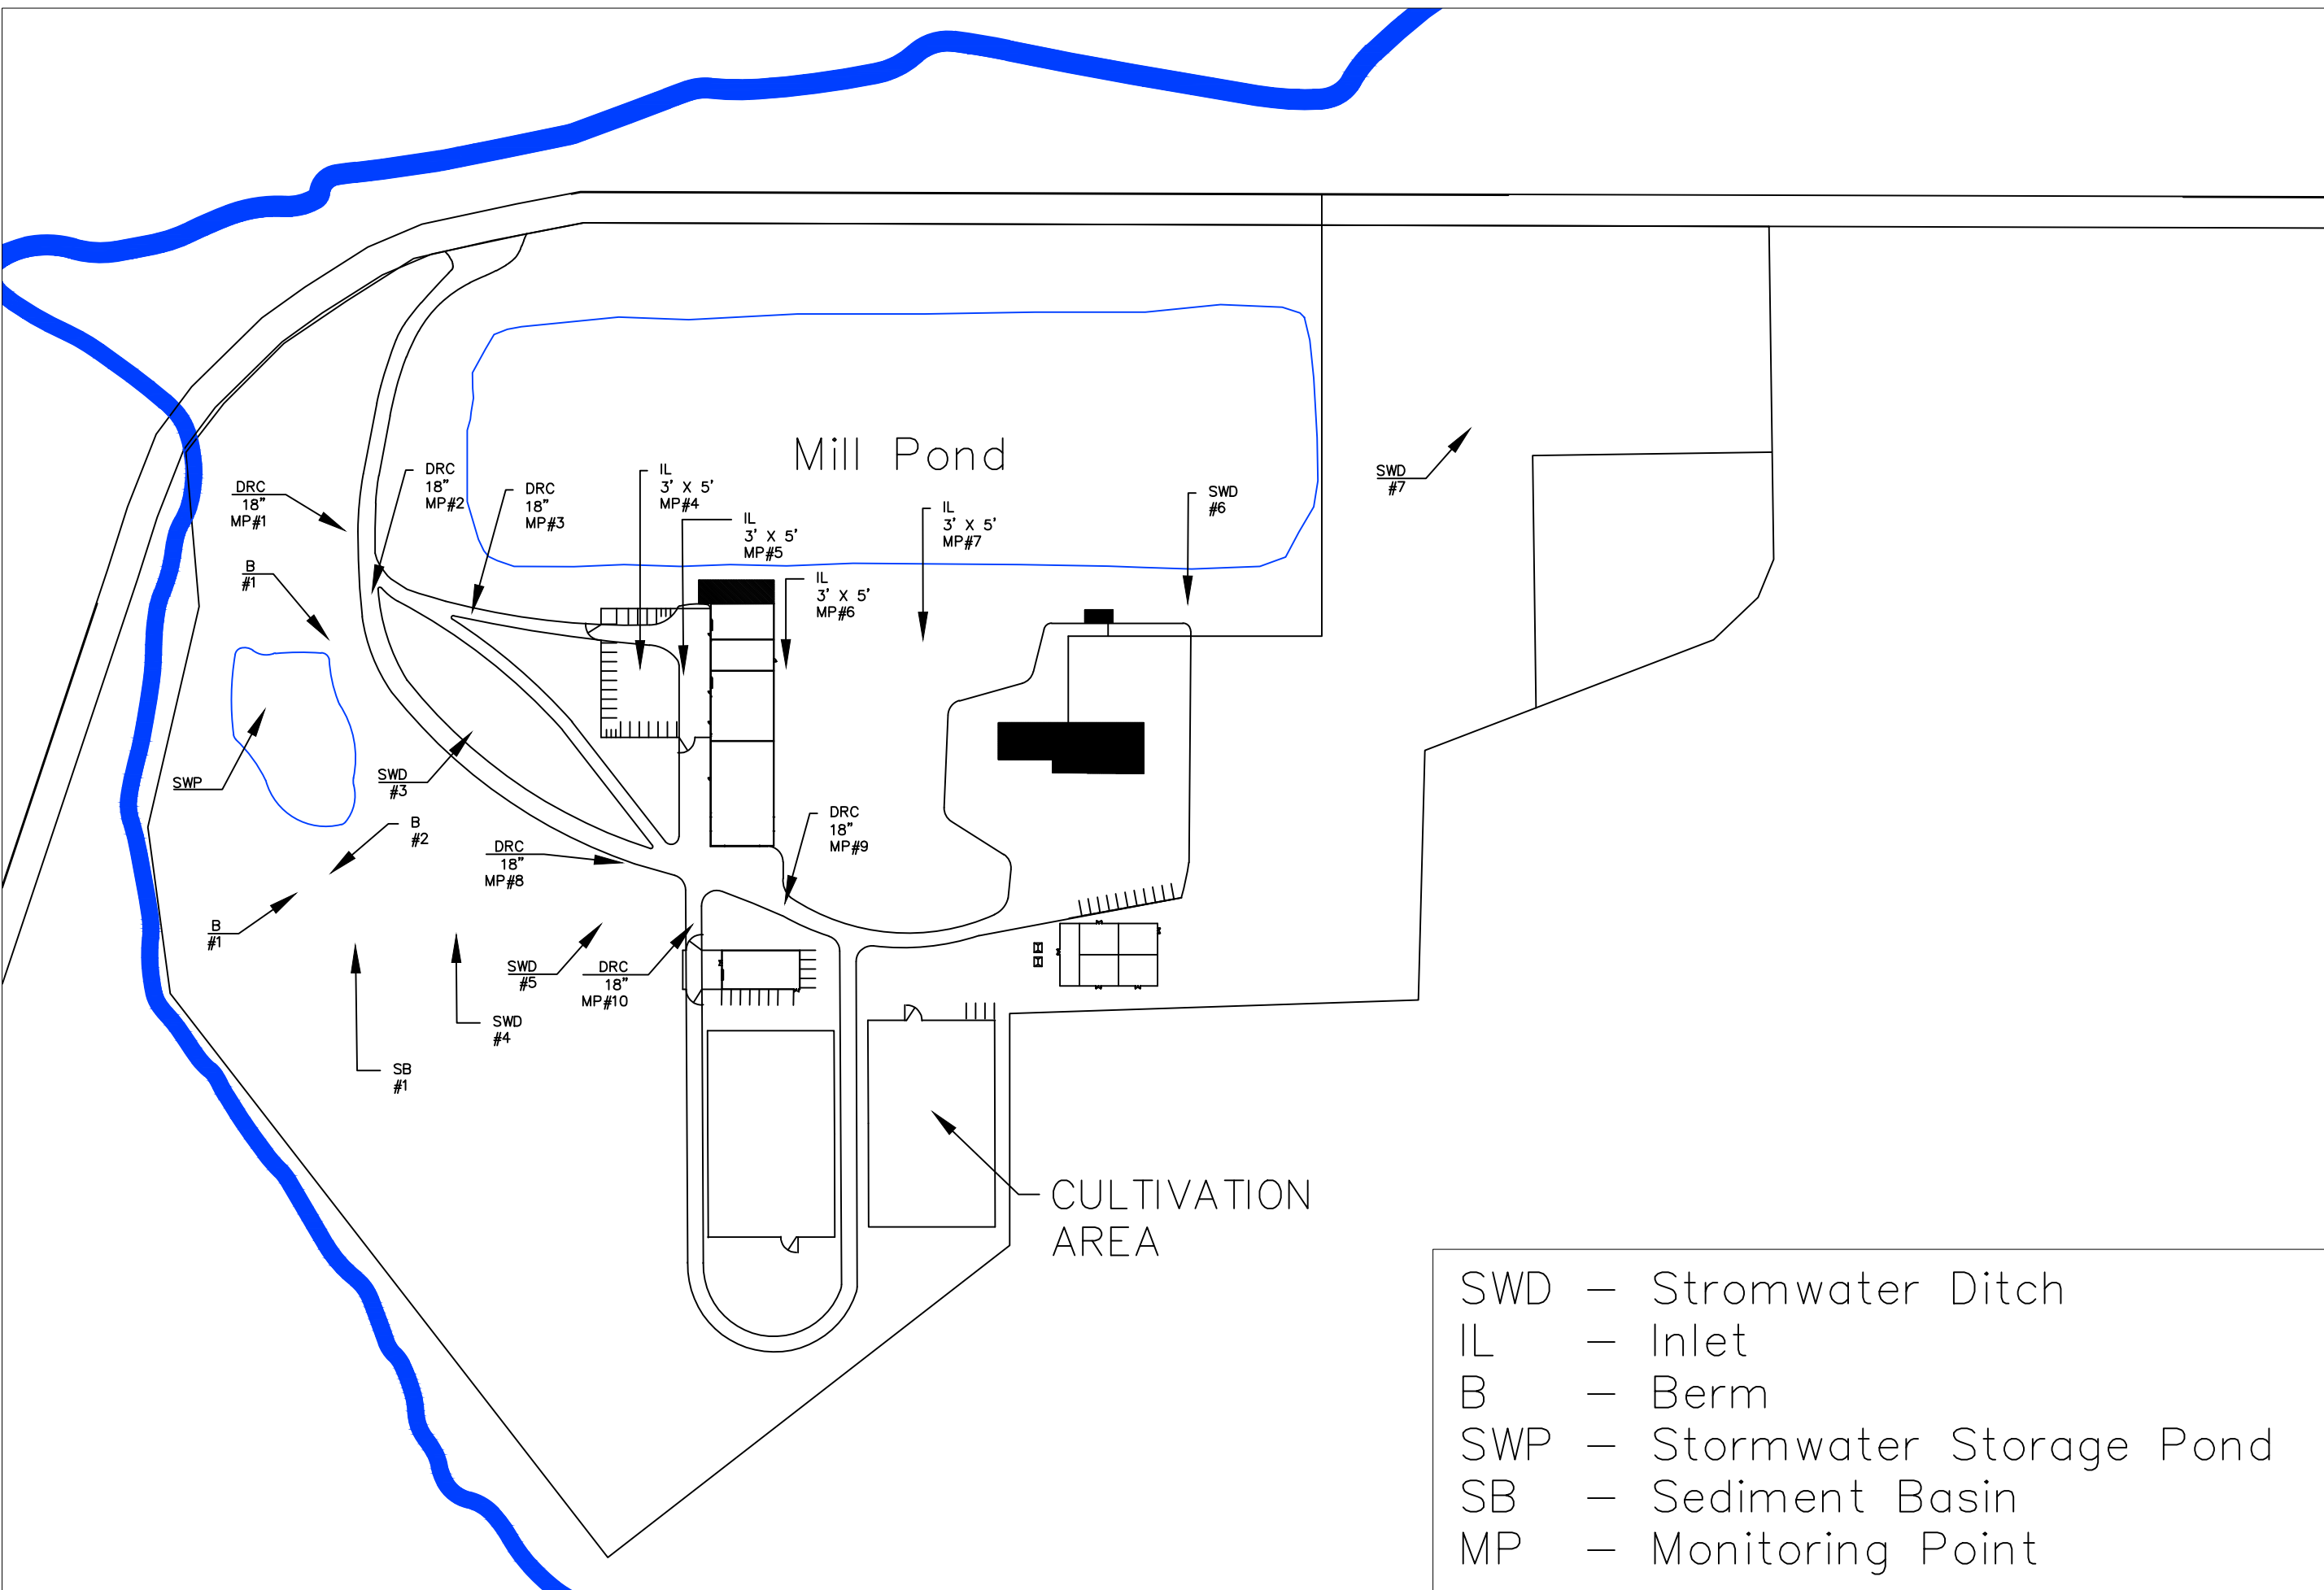 Mill Pond
DRC
18"
MP#1
DRC
18"
MP#2
DRC
18"
MP#3
IL
3' X 5'
MP#4
IL
3' X 5'
MP#5
IL
3' X 5'
MP#6
IL
3' X 5'
MP#7
SWD
#6
SWD
#7
B
#1
SWP
SWD
#3
B
#2
B
#1
DRC
18"
MP#8
DRC
18"
MP#9
SWD
#5
DRC
18"
MP#10
SWD
#4
SB
#1
CULTIVATION
AREA
SWD – Stromwater Ditch
IL – Inlet
B – Berm
SWP – Stormwater Storage Pond
SB – Sediment Basin
MP – Monitoring Point